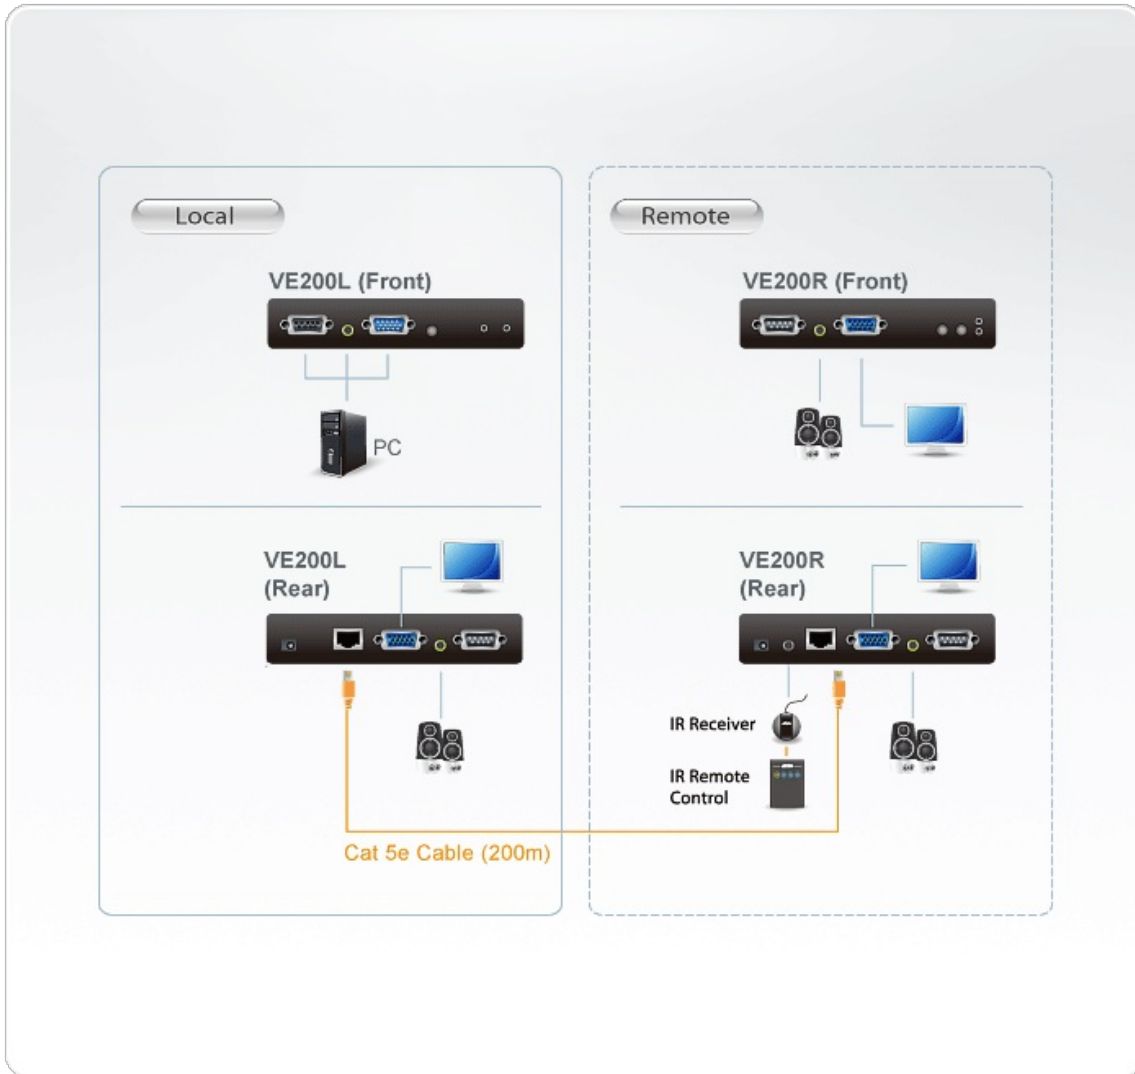 Local
VE200L (Front)
PC
VE200L
(Rear)
Remote
VE200R (Front)
VE200R
(Rear)
IR Receiver
IR Remote
Control
Cat 5e Cable (200m)